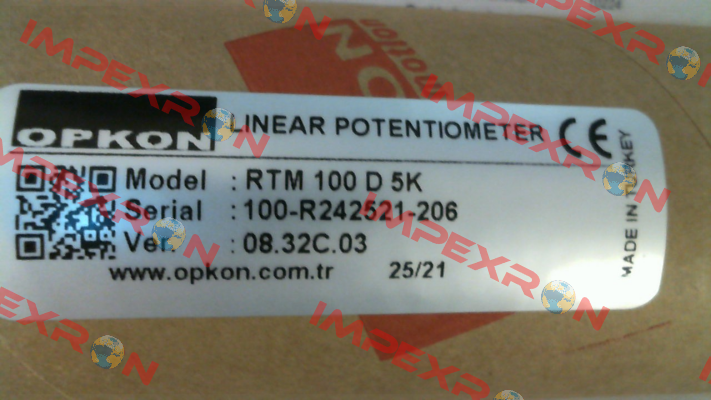 OPKON
LINEAR POTENTIOMETER CE
Model : RTM 100 D 5K
Serial : 100-R242521-206
Ver. : 08.32C.03
www.opkon.com.tr 25/21
MADE IN TURKEY
IMPEXRON
IMPEXRON
IMPEXRON
IMPEXRON
IMPEXRON
IMPEXRON